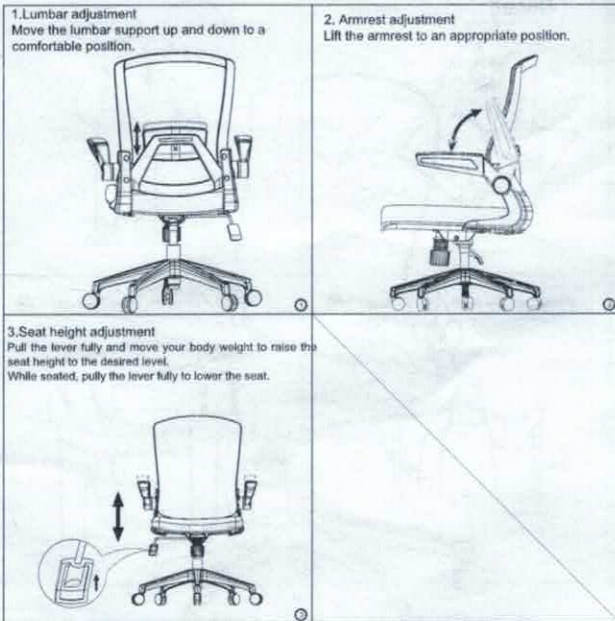 1.Lumbar adjustment
Move the lumbar support up and down to a
comfortable position.
2. Armrest adjustment
Lift the armrest to an appropriate position.
3.Seat height adjustment
Pull the lever fully and move your body weight to raise the
seat height to the desired level.
While seated, pully the lever fully to lower the seat.